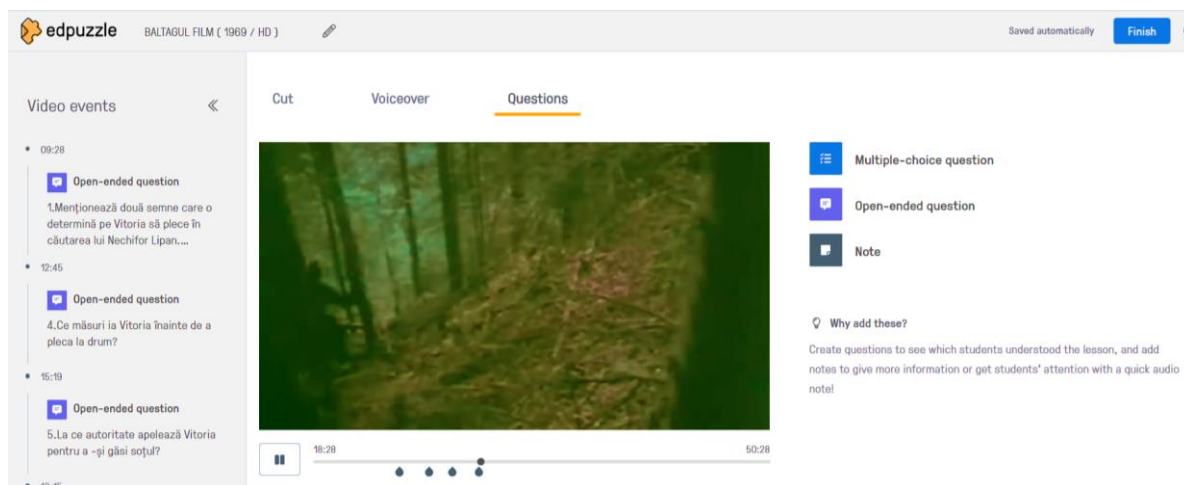 edpuzzle
BALTAGUL FILM ( 1969 / HD )
Saved automatically
Finish
Video events
Cut
Voiceover
Questions
09:28
Open-ended question
1.Menționează două semne care o
determină pe Vitoria să plece în
căutarea lui Nechifor Lipan....
12:45
Open-ended question
4.Ce măsuri ia Vitoria înainte de a
pleca la drum?
15:19
Open-ended question
5.La ce autoritate apelează Vitoria
pentru a -și găsi soțul?
18:28
50:28
Multiple-choice question
Open-ended question
Note
Why add these?
Create questions to see which students understood the lesson, and add
notes to give more information or get students' attention with a quick audio
note!